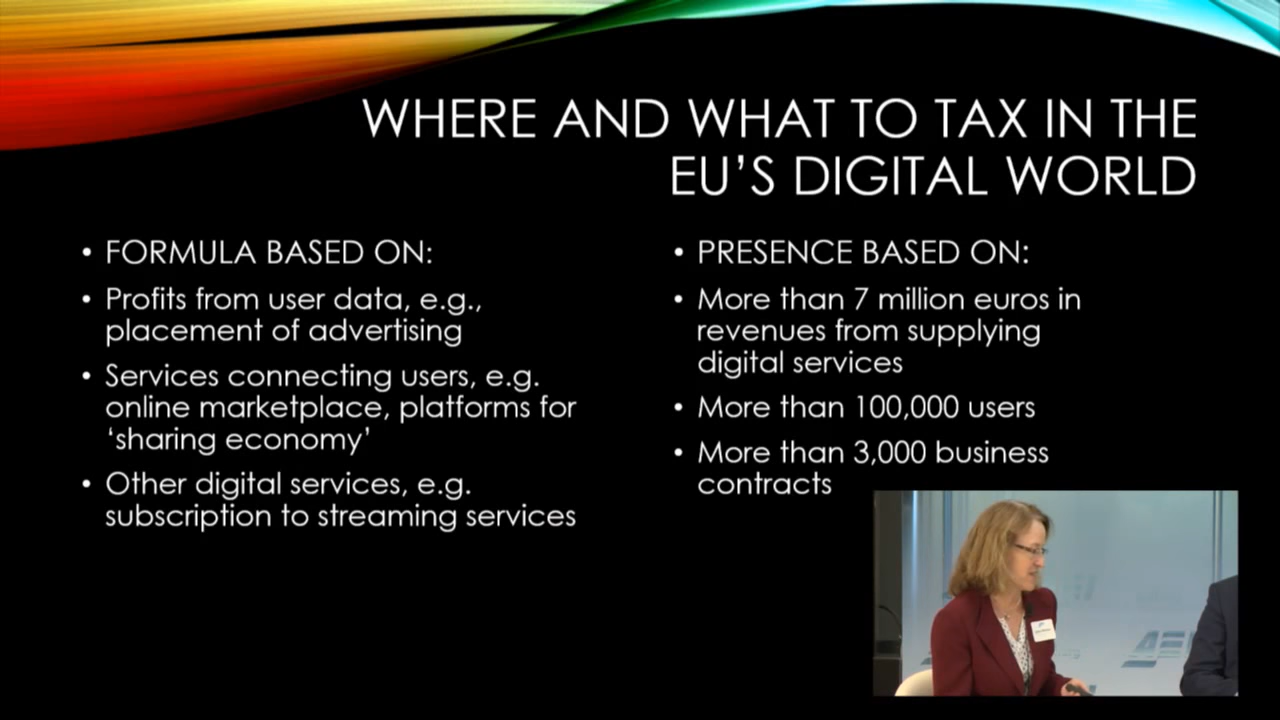 WHERE AND WHAT TO TAX IN THE
EU'S DIGITAL WORLD
• FORMULA BASED ON:
• Profits from user data, e.g.,
placement of advertising
• Services connecting users, e.g.
online marketplace, platforms for
‘sharing economy’
• Other digital services, e.g.
subscription to streaming services
• PRESENCE BASED ON:
• More than 7 million euros in
revenues from supplying
digital services
• More than 100,000 users
• More than 3,000 business
contracts